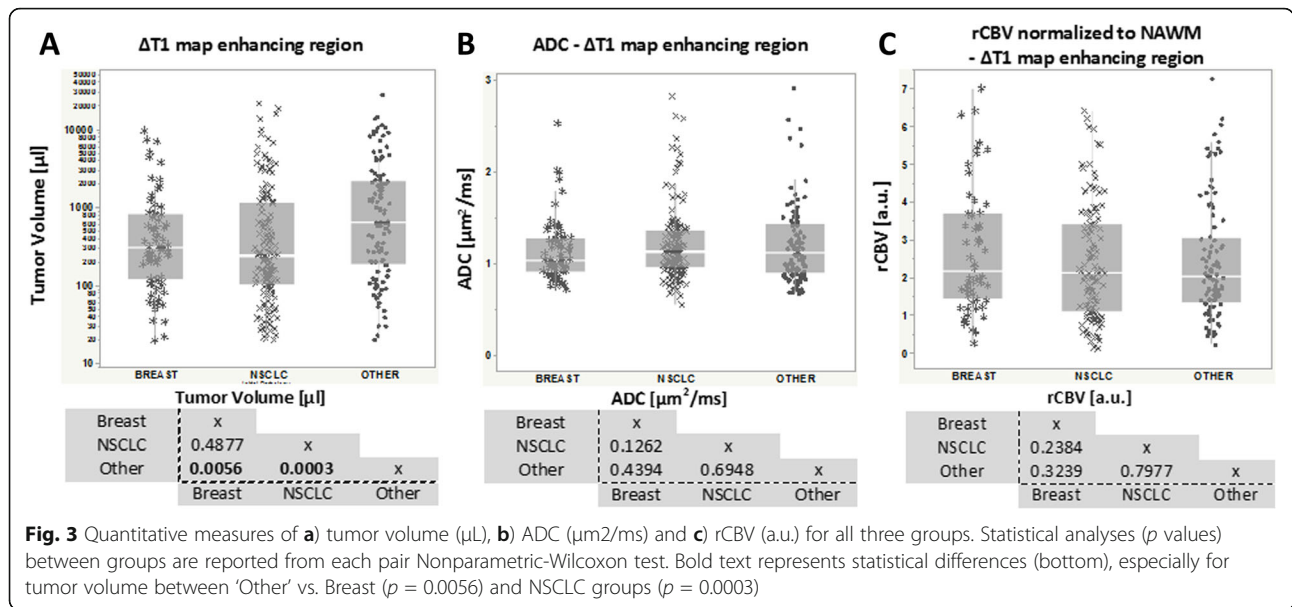 A
ΔT1 map enhancing region
Tumor Volume [µl]
50000
30000
20000
10000
5000
3000
2000
1000
800
600
400
300
200
100
80
60
40
30
20
10
BREAST NSCLC OTHER
Tumor Volume [µl]
Breast x
NSCLC 0.4877 x
Other 0.0056 0.0003 x
Breast NSCLC Other
B
ADC - ΔT1 map enhancing region
ADC [µm²/ms]
3
2
1
0
BREAST NSCLC OTHER
ADC [µm²/ms]
Breast x
NSCLC 0.1262 x
Other 0.4394 0.6948 x
Breast NSCLC Other
C
rCBV normalized to NAWM
- ΔT1 map enhancing region
rCBV [a.u.]
7
6
5
4
3
2
1
0
BREAST NSCLC OTHER
rCBV [a.u.]
Breast x
NSCLC 0.2384 x
Other 0.3239 0.7977 x
Breast NSCLC Other
Fig. 3 Quantitative measures of a) tumor volume (µL), b) ADC (µm2/ms) and c) rCBV (a.u.) for all three groups. Statistical analyses (p values)
between groups are reported from each pair Nonparametric-Wilcoxon test. Bold text represents statistical differences (bottom), especially for
tumor volume between ‘Other’ vs. Breast (p = 0.0056) and NSCLC groups (p = 0.0003)